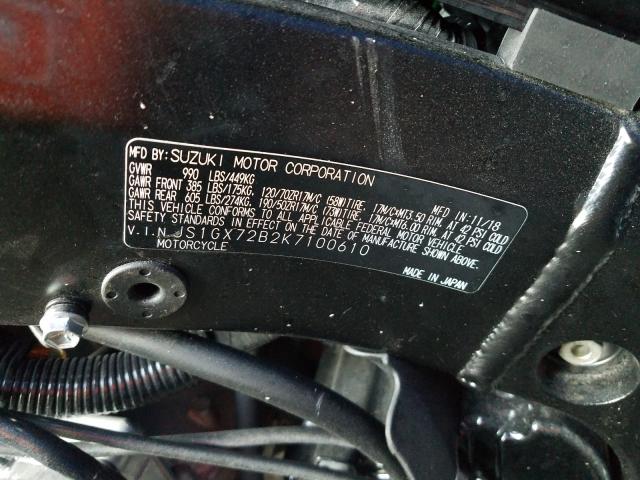 MFD BY: SUZUKI MOTOR CORPORATION MFD IN: 11/18
GVWR 990 LBS/449KG
GAWR FRONT 385 LBS/175KG, 120/70ZR17M/C (58W)TIRE, 17M/C×MT3.50 RIM, AT 42 PSI COLD
GAWR REAR 605 LBS/274KG, 190/50ZR17M/C (73W)TIRE, 17M/C×MT6.00 RIM, AT 42 PSI COLD
THIS VEHICLE CONFORMS TO ALL APPLICABLE FEDERAL MOTOR VEHICLE
SAFETY STANDARDS IN EFFECT ON THE DATE OF MANUFACTURE SHOWN ABOVE.
V.I.N JS1GX72B2K7100610
MOTORCYCLE MADE IN JAPAN